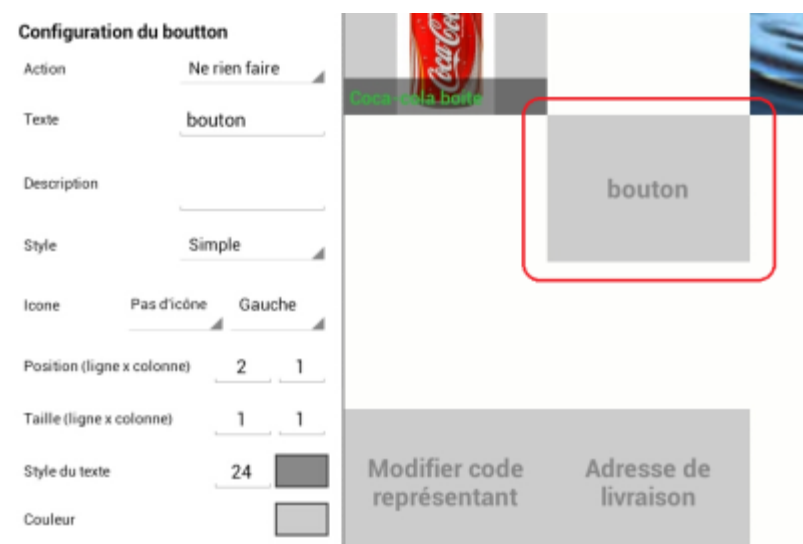 Configuration du boutton
Action Ne rien faire
Texte bouton
Description
Style Simple
Icone Pas d'icône Gauche
Position (ligne x colonne) 2 1
Taille (ligne x colonne) 1 1
Style du texte 24
Couleur
Coca-Cola
Coca-cola boite
bouton
Modifier code
représentant
Adresse de
livraison